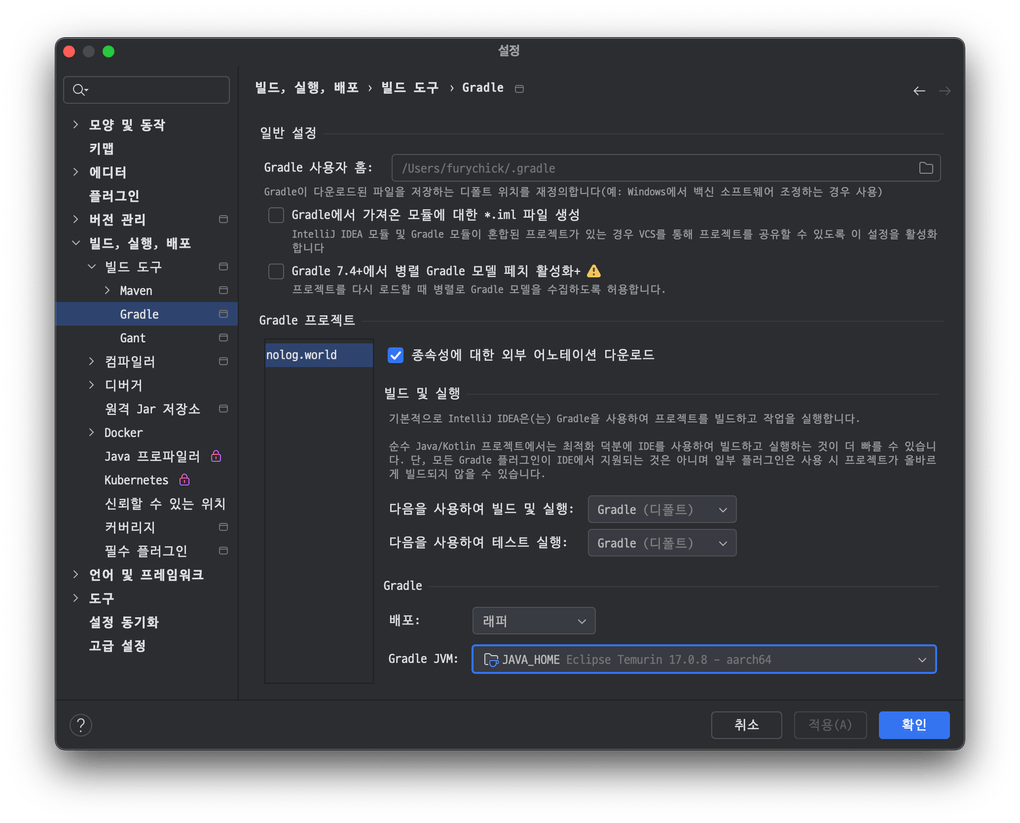 설정
빌드, 실행, 배포 › 빌드 도구 › Gradle
모양 및 동작
키맵
에디터
플러그인
버전 관리
빌드, 실행, 배포
빌드 도구
Maven
Gradle
Gant
컴파일러
디버거
원격 Jar 저장소
Docker
Java 프로파일러
Kubernetes
신뢰할 수 있는 위치
커버리지
필수 플러그인
언어 및 프레임워크
도구
설정 동기화
고급 설정
일반 설정
Gradle 사용자 홈: /Users/furychick/.gradle
Gradle이 다운로드된 파일을 저장하는 디폴트 위치를 재정의합니다(예: Windows에서 백신 소프트웨어 조정하는 경우 사용)
Gradle에서 가져온 모듈에 대한 *.iml 파일 생성
IntelliJ IDEA 모듈 및 Gradle 모듈이 혼합된 프로젝트가 있는 경우 VCS를 통해 프로젝트를 공유할 수 있도록 이 설정을 활성화
합니다
Gradle 7.4+에서 병렬 Gradle 모델 페치 활성화+
프로젝트를 다시 로드할 때 병렬로 Gradle 모델을 수집하도록 허용합니다.
Gradle 프로젝트
nolog.world
종속성에 대한 외부 어노테이션 다운로드
빌드 및 실행
기본적으로 IntelliJ IDEA은(는) Gradle을 사용하여 프로젝트를 빌드하고 작업을 실행합니다.
순수 Java/Kotlin 프로젝트에서는 최적화 덕분에 IDE를 사용하여 빌드하고 실행하는 것이 더 빠를 수 있습니
다. 단, 모든 Gradle 플러그인이 IDE에서 지원되는 것은 아니며 일부 플러그인은 사용 시 프로젝트가 올바르
게 빌드되지 않을 수 있습니다.
다음을 사용하여 빌드 및 실행: Gradle (디폴트)
다음을 사용하여 테스트 실행: Gradle (디폴트)
Gradle
배포: 래퍼
Gradle JVM: JAVA_HOME Eclipse Temurin 17.0.8 - aarch64
?
취소
적용(A)
확인